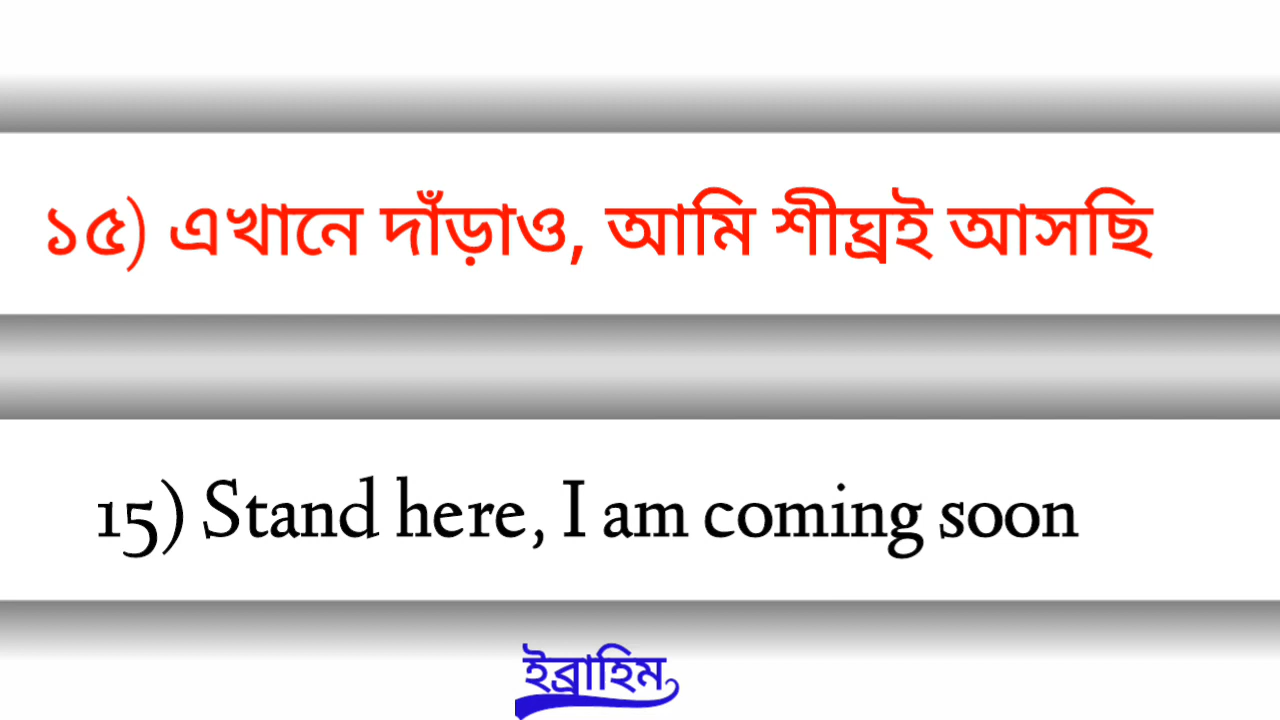 ১৫) এখানে দাঁড়াও, আমি শীঘ্রই আসছি
15) Stand here, I am coming soon
ইব্রাহিম